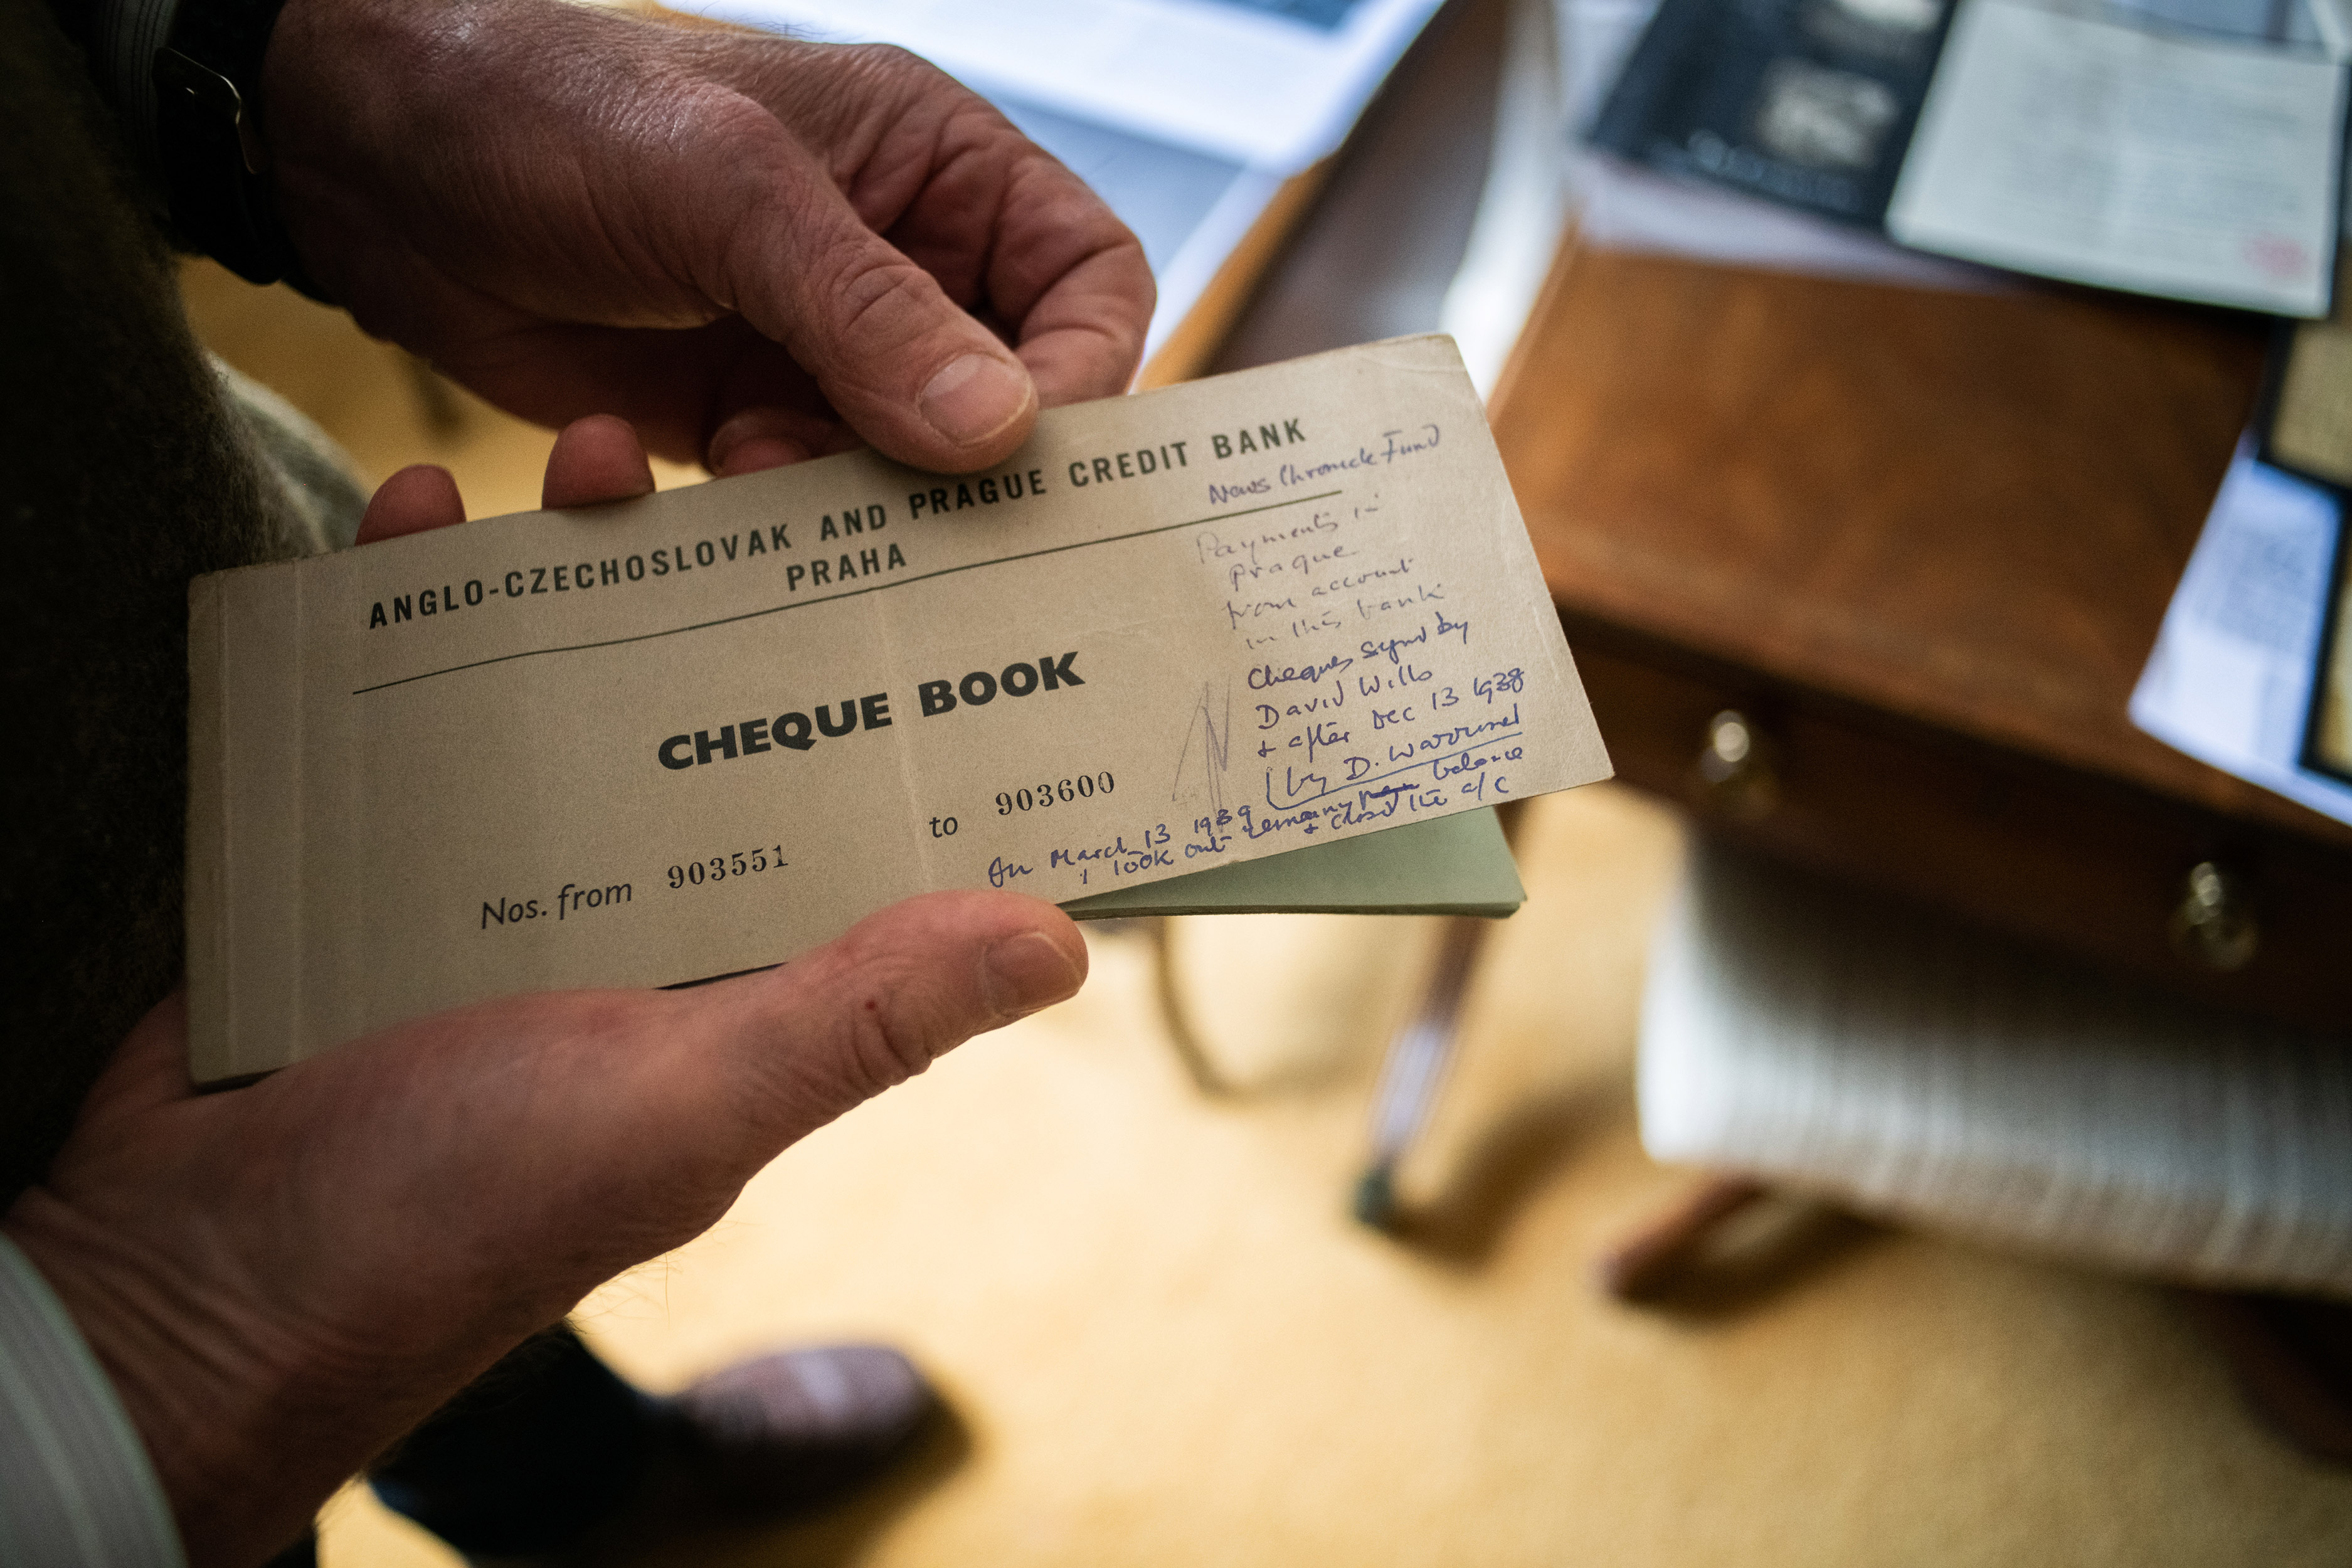 ANGLO-CZECHOSLOVAK AND PRAGUE CREDIT BANK
PRAHA
CHEQUE BOOK
Nos. from 903551 to 903600
News Chronicle Fund
Payments in
Prague
from account
in this bank
Cheques signed by
David Wills
+ after Dec 13 1938
(by D. Warriner)
On March 13 1939
I took out remaining balance
+ closed the a/c